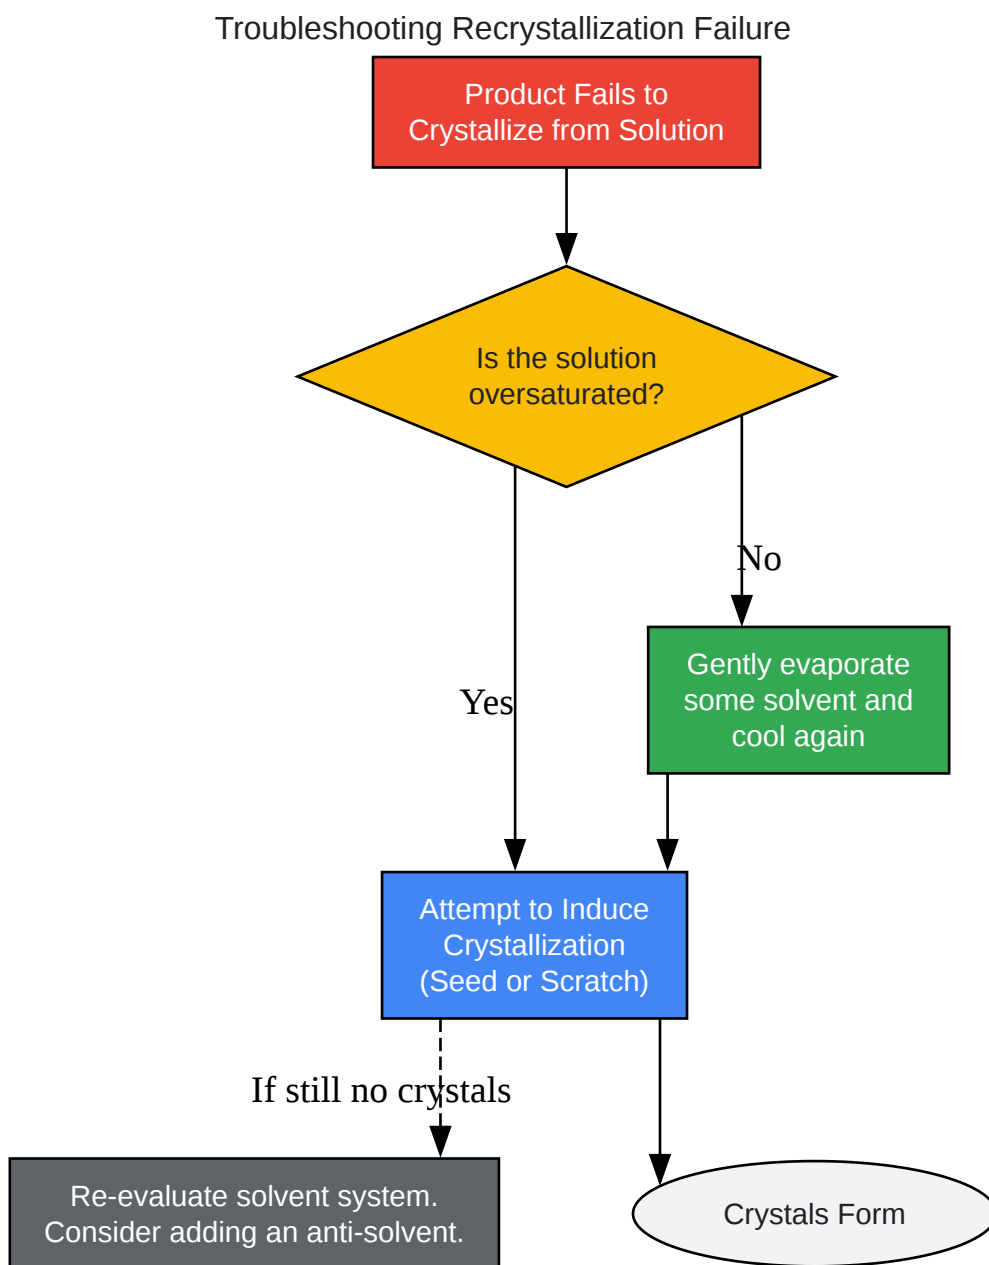 Troubleshooting Recrystallization Failure
Product Fails to
Crystallize from Solution
Is the solution
oversaturated?
No
Gently evaporate
some solvent and
cool again
Yes
Attempt to Induce
Crystallization
(Seed or Scratch)
If still no crystals
Re-evaluate solvent system.
Consider adding an anti-solvent.
Crystals Form